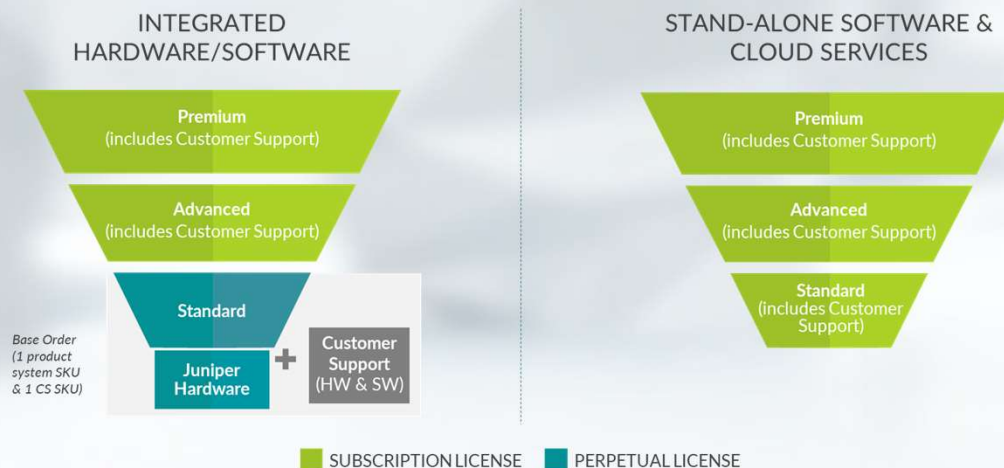 INTEGRATED
HARDWARE/SOFTWARE
Premium
(includes Customer Support)
Advanced
(includes Customer Support)
Standard
Base Order
(1 product
system SKU
& 1 CS SKU)
Juniper
Hardware
+
Customer
Support
(HW & SW)
STAND-ALONE SOFTWARE &
CLOUD SERVICES
Premium
(includes Customer Support)
Advanced
(includes Customer Support)
Standard
(includes Customer
Support)
SUBSCRIPTION LICENSE
PERPETUAL LICENSE